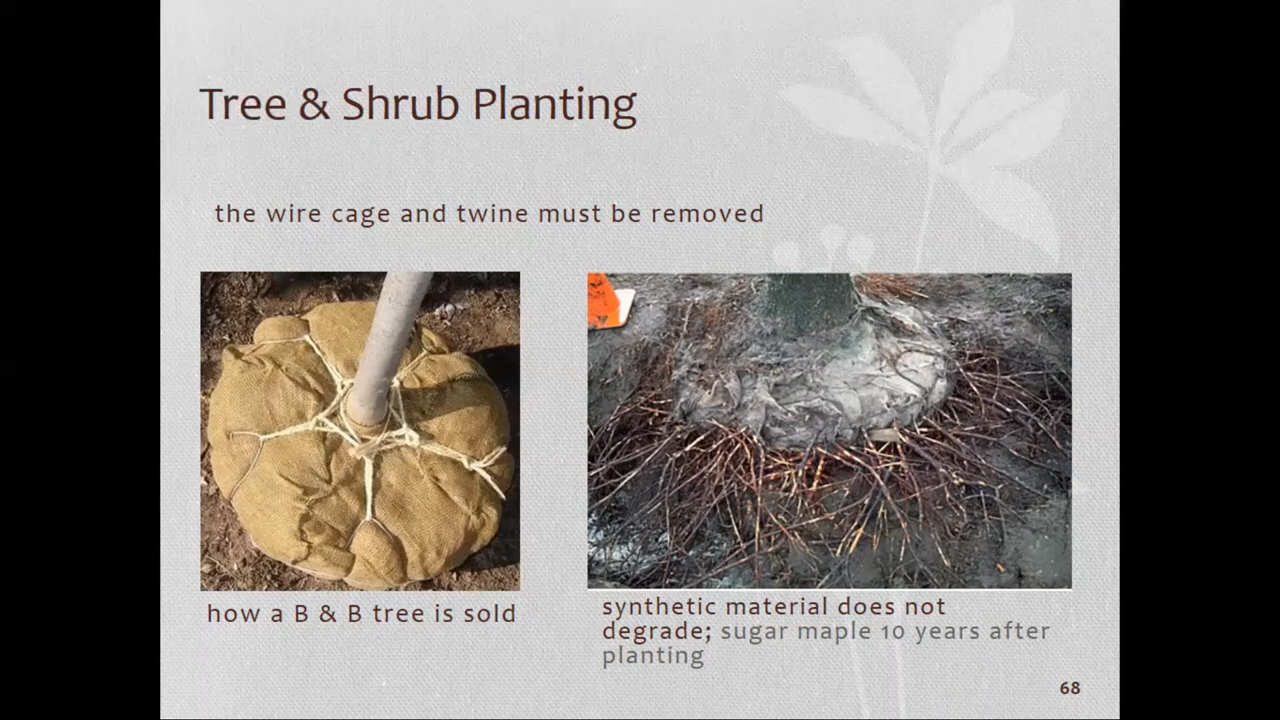 Tree & Shrub Planting
the wire cage and twine must be removed
how a B & B tree is sold
synthetic material does not
degrade; sugar maple 10 years after
planting
68